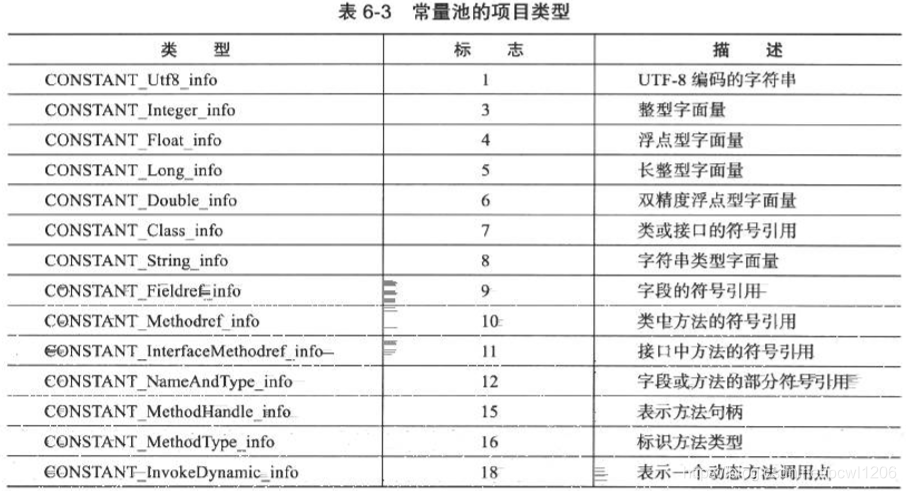 表 6-3 常量池的项目类型
类 型 标 志 描 述
CONSTANT_Utf8_info 1 UTF-8 编码的字符串
CONSTANT_Integer_info 3 整型字面量
CONSTANT_Float_info 4 浮点型字面量
CONSTANT_Long_info 5 长整型字面量
CONSTANT_Double_info 6 双精度浮点型字面量
CONSTANT_Class_info 7 类或接口的符号引用
CONSTANT_String_info 8 字符串类型字面量
CONSTANT_Fieldref_info 9 字段的符号引用
CONSTANT_Methodref_info 10 类中方法的符号引用
CONSTANT_InterfaceMethodref_info 11 接口中方法的符号引用
CONSTANT_NameAndType_info 12 字段或方法的部分符号引用
CONSTANT_MethodHandle_info 15 表示方法句柄
CONSTANT_MethodType_info 16 标识方法类型
CONSTANT_InvokeDynamic_info 18 表示一个动态方法调用点